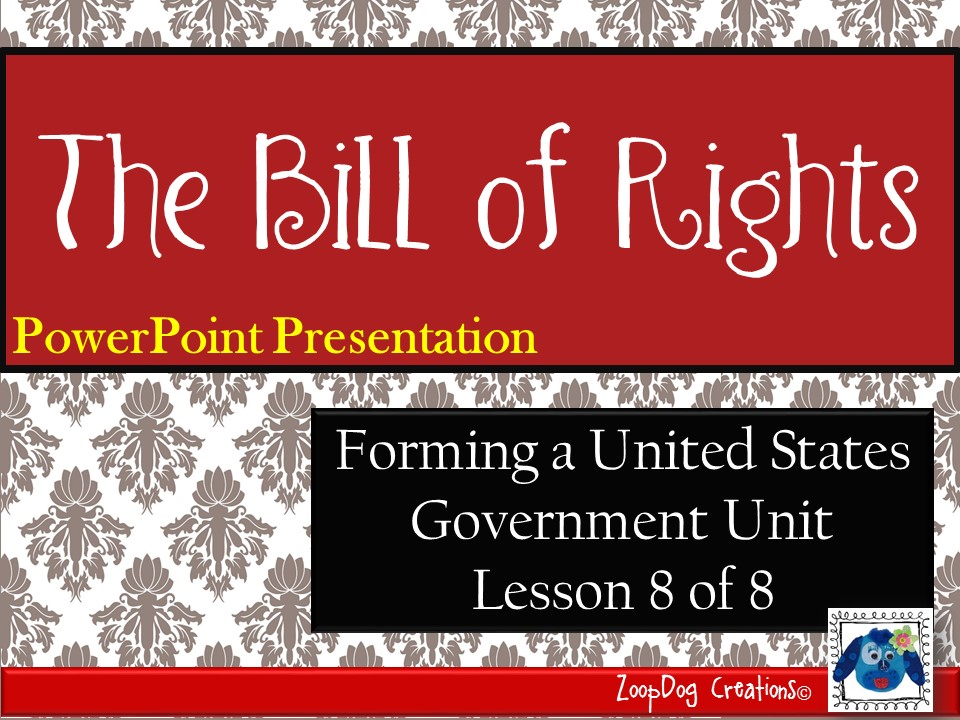 The Bill of Rights
PowerPoint Presentation
Forming a United States
Government Unit
Lesson 8 of 8
ZoopDog Creations©